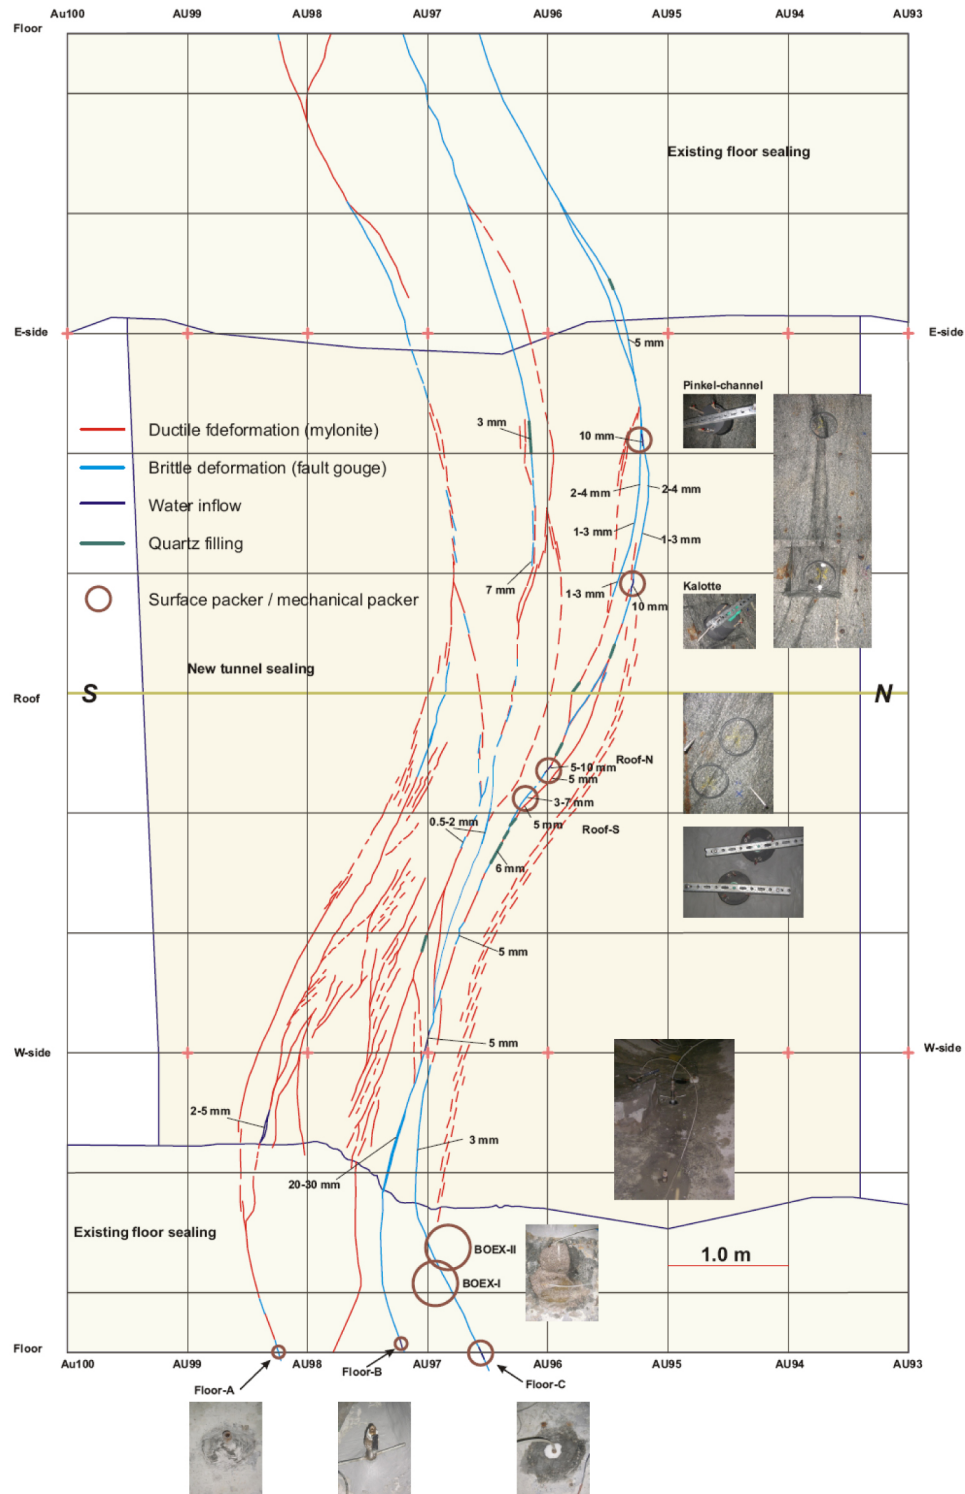 Au100 AU99 AU98 AU97 AU96 AU95 AU94 AU93
Floor
Existing floor sealing
E-side E-side
5 mm
Pinkel-channel
3 mm
10 mm
Ductile fdeformation (mylonite)
Brittle deformation (fault gouge)
2-4 mm
2-4 mm
Water inflow
1-3 mm
1-3 mm
Quartz filling
7 mm
1-3 mm
Kalotte
Surface packer / mechanical packer
10 mm
New tunnel sealing
Roof
S N
5-10 mm
Roof-N
5 mm
3-7 mm
0.5-2 mm
5 mm
Roof-S
6 mm
5 mm
5 mm
W-side W-side
2-5 mm
3 mm
20-30 mm
Existing floor sealing
BOEX-II
1.0 m
BOEX-I
Floor
Au100 AU99 AU98 AU97 AU96 AU95 AU94 AU93
Floor-B
Floor-A
Floor-C